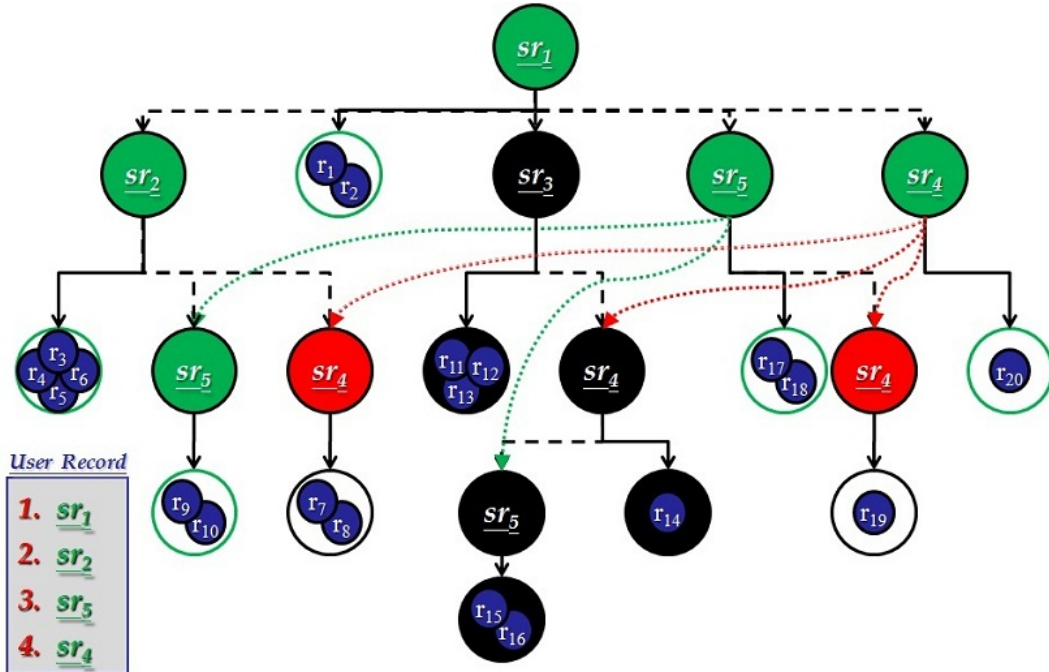 sr1
sr2
r1
r2
sr3
sr5
sr4
r3
r4
r6
r5
sr5
sr4
r11
r12
r13
sr4
r17
r18
sr4
r20
User Record
1. sr1
2. sr2
3. sr5
4. sr4
r9
r10
r7
r8
sr5
r14
r19
r15
r16